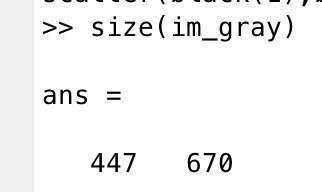 >> size(im_gray)
ans =
447 670